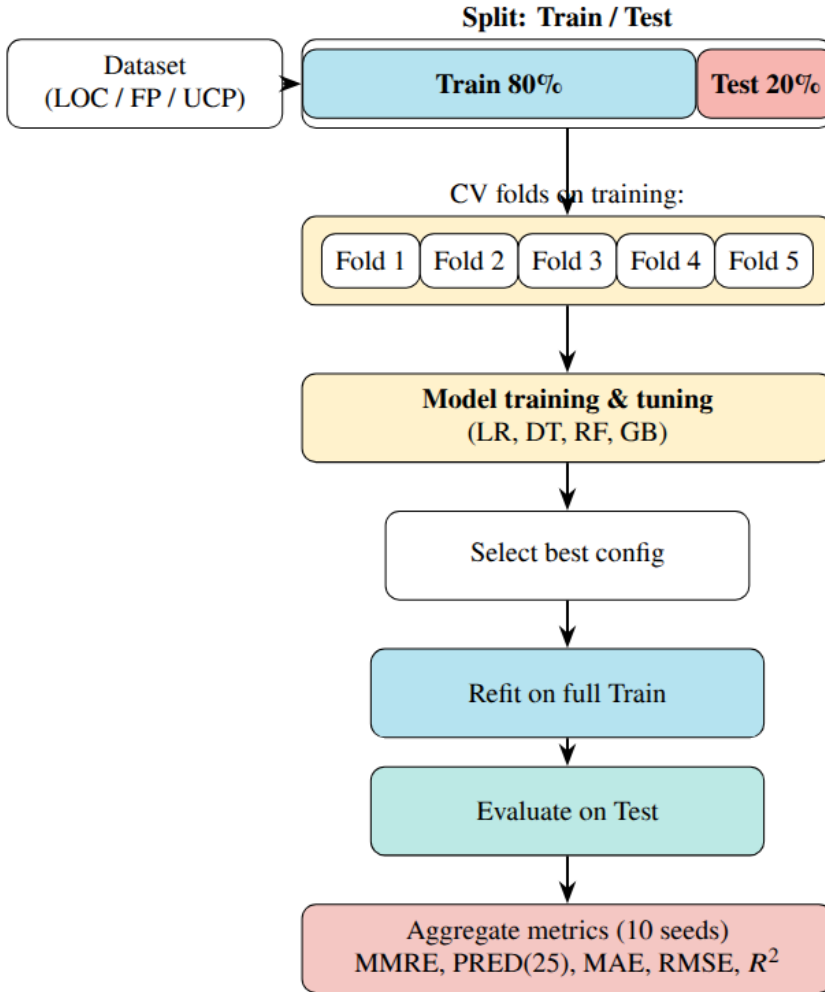 Split: Train / Test
Dataset
(LOC / FP / UCP)
Train 80%
Test 20%
CV folds on training:
Fold 1
Fold 2
Fold 3
Fold 4
Fold 5
Model training & tuning
(LR, DT, RF, GB)
Select best config
Refit on full Train
Evaluate on Test
Aggregate metrics (10 seeds)
MMRE, PRED(25), MAE, RMSE, R²